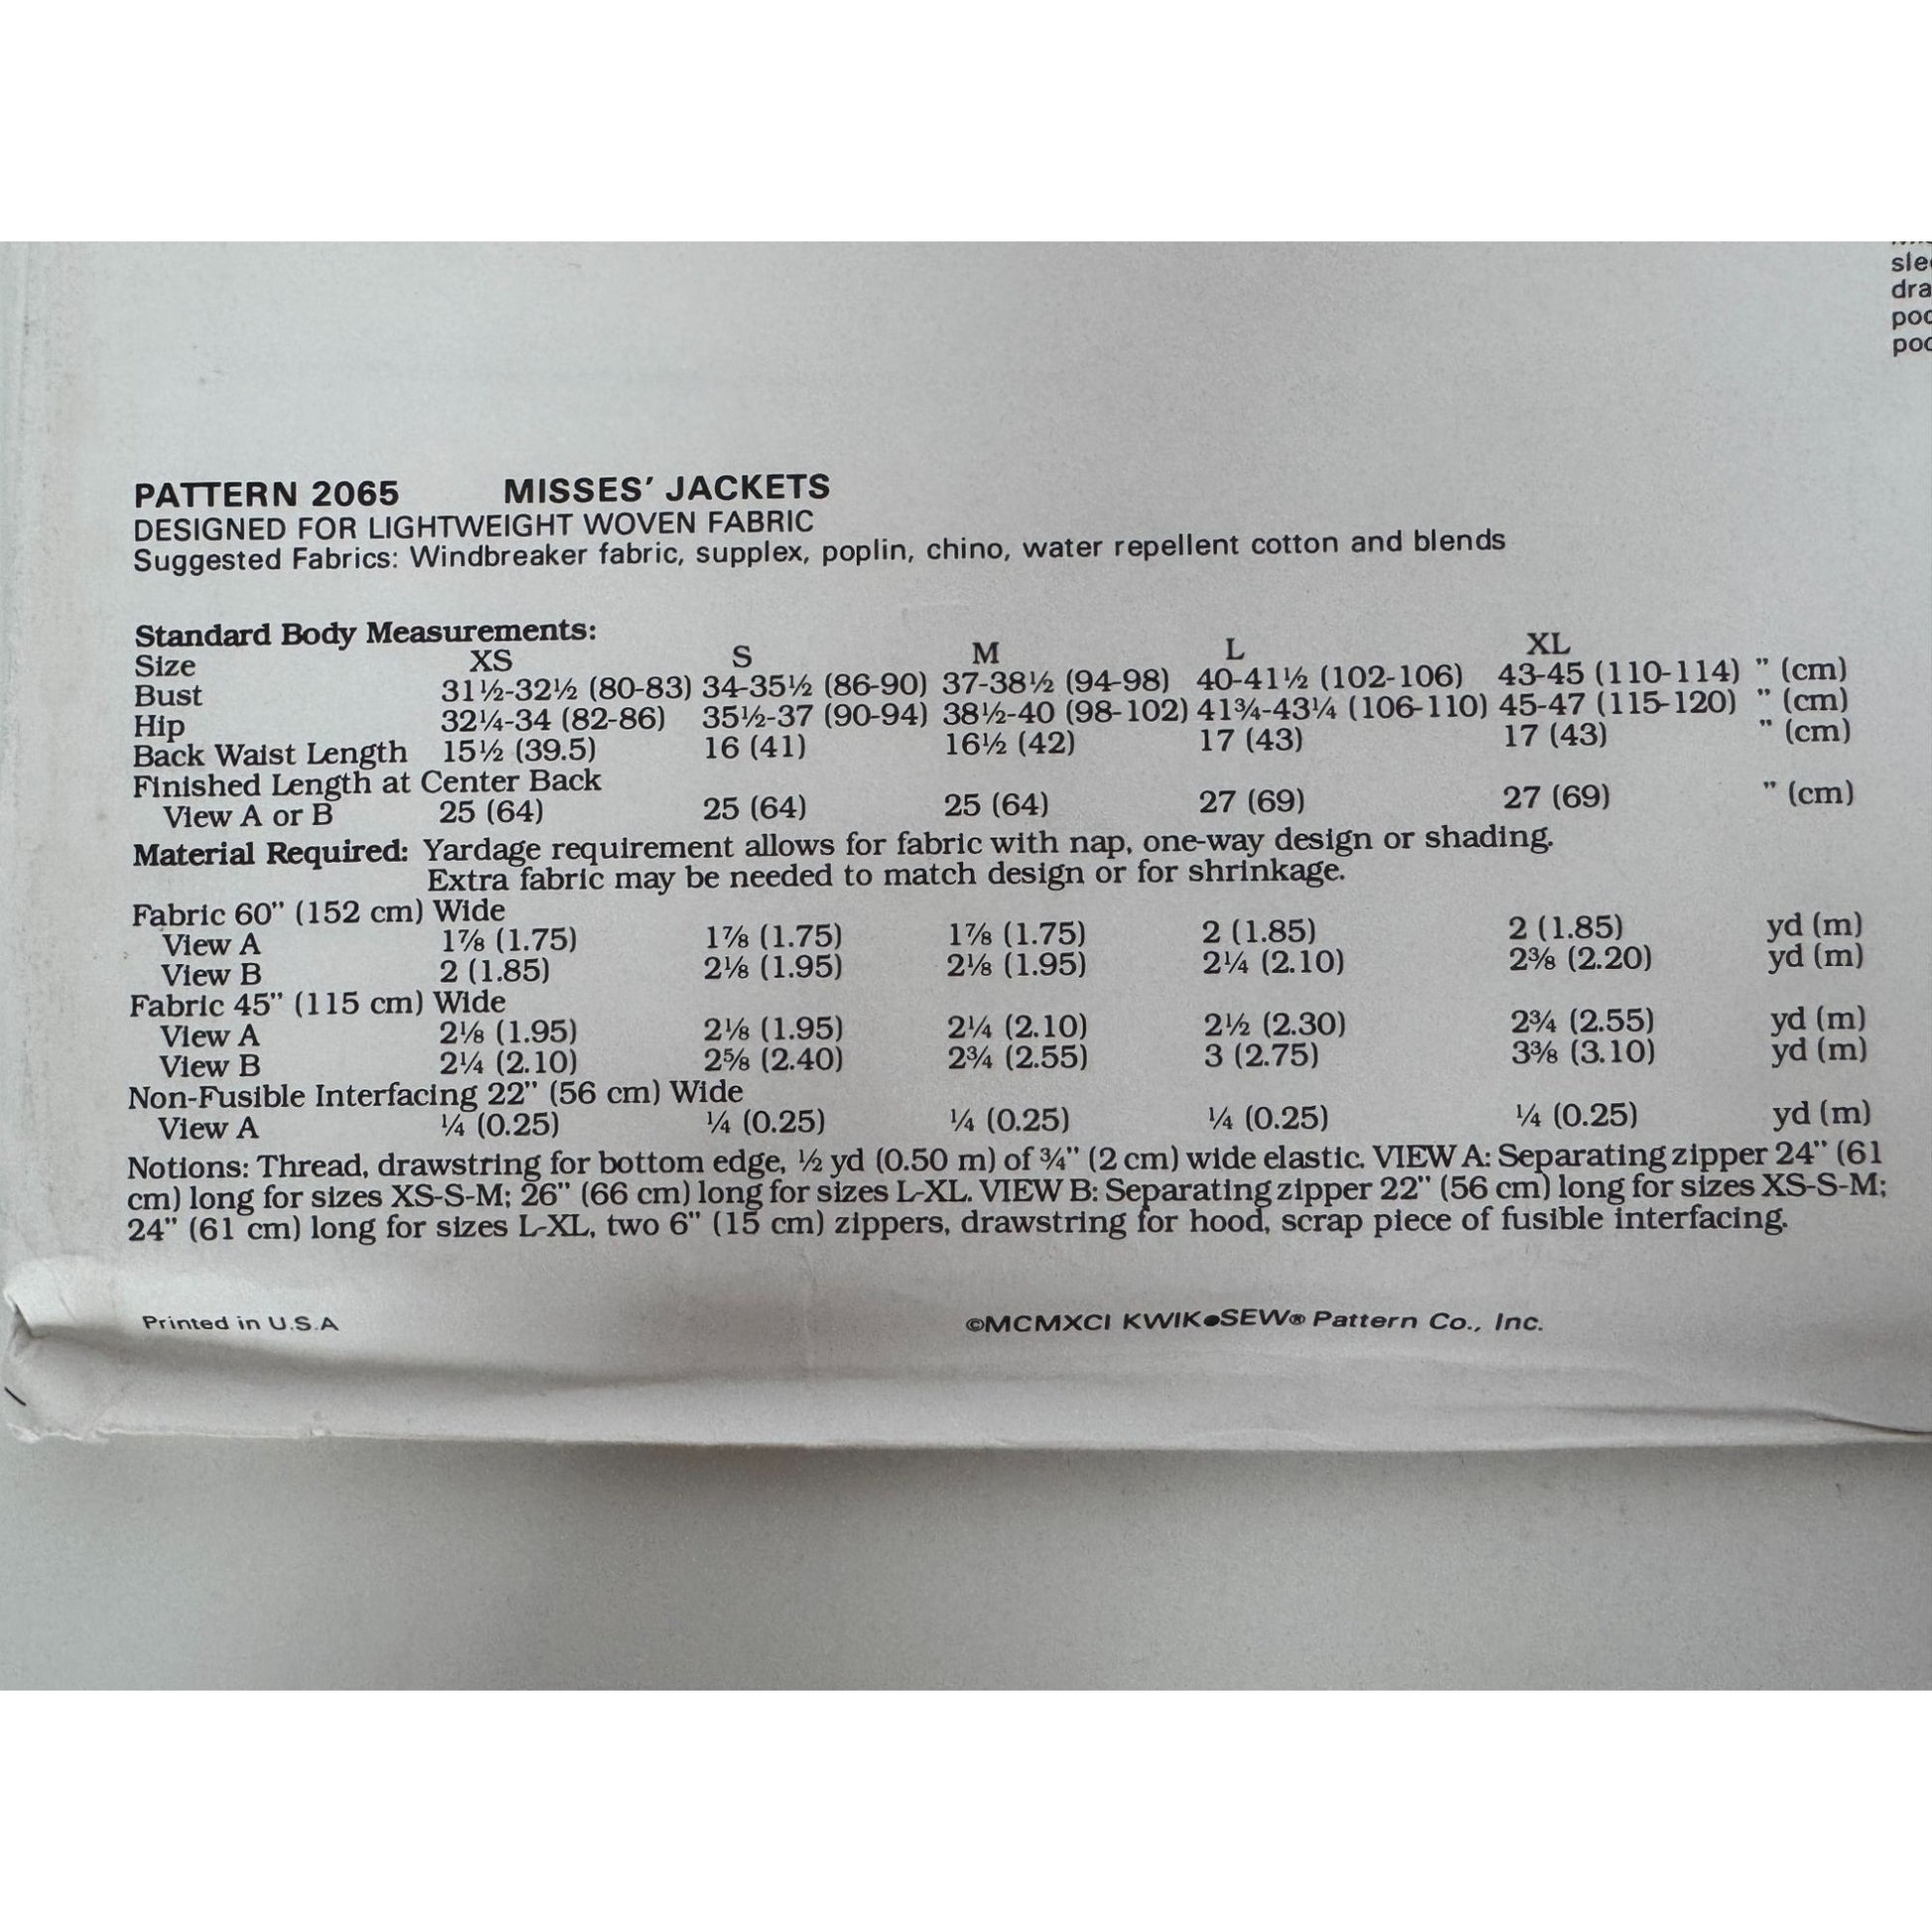 sle
dra
poc
poc
PATTERN 2065 MISSES' JACKETS
DESIGNED FOR LIGHTWEIGHT WOVEN FABRIC
Suggested Fabrics: Windbreaker fabric, supplex, poplin, chino, water repellent cotton and blends
Standard Body Measurements:
Size XS S M L XL
Bust 31½-32½ (80-83) 34-35½ (86-90) 37-38½ (94-98) 40-41½ (102-106) 43-45 (110-114) " (cm)
Hip 32¼-34 (82-86) 35½-37 (90-94) 38½-40 (98-102) 41¾-43¼ (106-110) 45-47 (115-120) " (cm)
Back Waist Length 15½ (39.5) 16 (41) 16½ (42) 17 (43) 17 (43) " (cm)
Finished Length at Center Back
View A or B 25 (64) 25 (64) 25 (64) 27 (69) 27 (69) " (cm)
Material Required: Yardage requirement allows for fabric with nap, one-way design or shading.
Extra fabric may be needed to match design or for shrinkage.
Fabric 60" (152 cm) Wide
View A 1⅞ (1.75) 1⅞ (1.75) 1⅞ (1.75) 2 (1.85) 2 (1.85) yd (m)
View B 2 (1.85) 2⅛ (1.95) 2⅛ (1.95) 2¼ (2.10) 2⅜ (2.20) yd (m)
Fabric 45" (115 cm) Wide
View A 2⅛ (1.95) 2⅛ (1.95) 2¼ (2.10) 2½ (2.30) 2¾ (2.55) yd (m)
View B 2¼ (2.10) 2⅝ (2.40) 2¾ (2.55) 3 (2.75) 3⅜ (3.10) yd (m)
Non-Fusible Interfacing 22" (56 cm) Wide
View A ¼ (0.25) ¼ (0.25) ¼ (0.25) ¼ (0.25) ¼ (0.25) yd (m)
Notions: Thread, drawstring for bottom edge, ½ yd (0.50 m) of ¾" (2 cm) wide elastic. VIEW A: Separating zipper 24" (61
cm) long for sizes XS-S-M; 26" (66 cm) long for sizes L-XL. VIEW B: Separating zipper 22" (56 cm) long for sizes XS-S-M;
24" (61 cm) long for sizes L-XL, two 6" (15 cm) zippers, drawstring for hood, scrap piece of fusible interfacing.
Printed in U.S.A ©MCMXCI KWIK•SEW® Pattern Co., Inc.